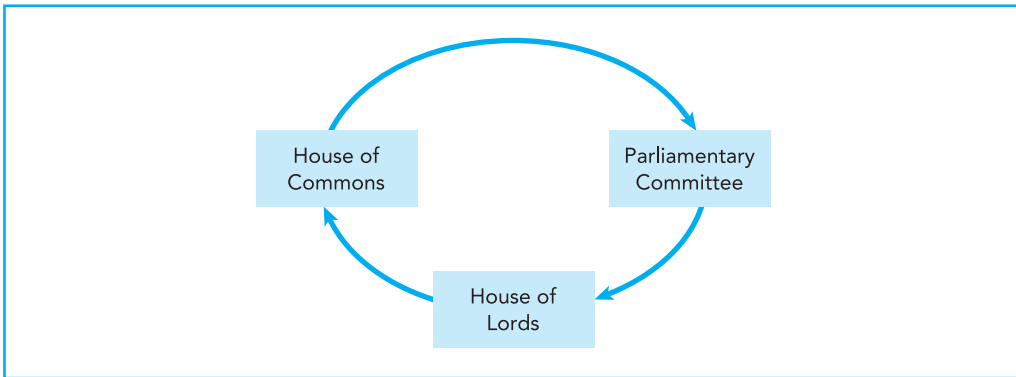 House of
Commons
Parliamentary
Committee
House of
Lords